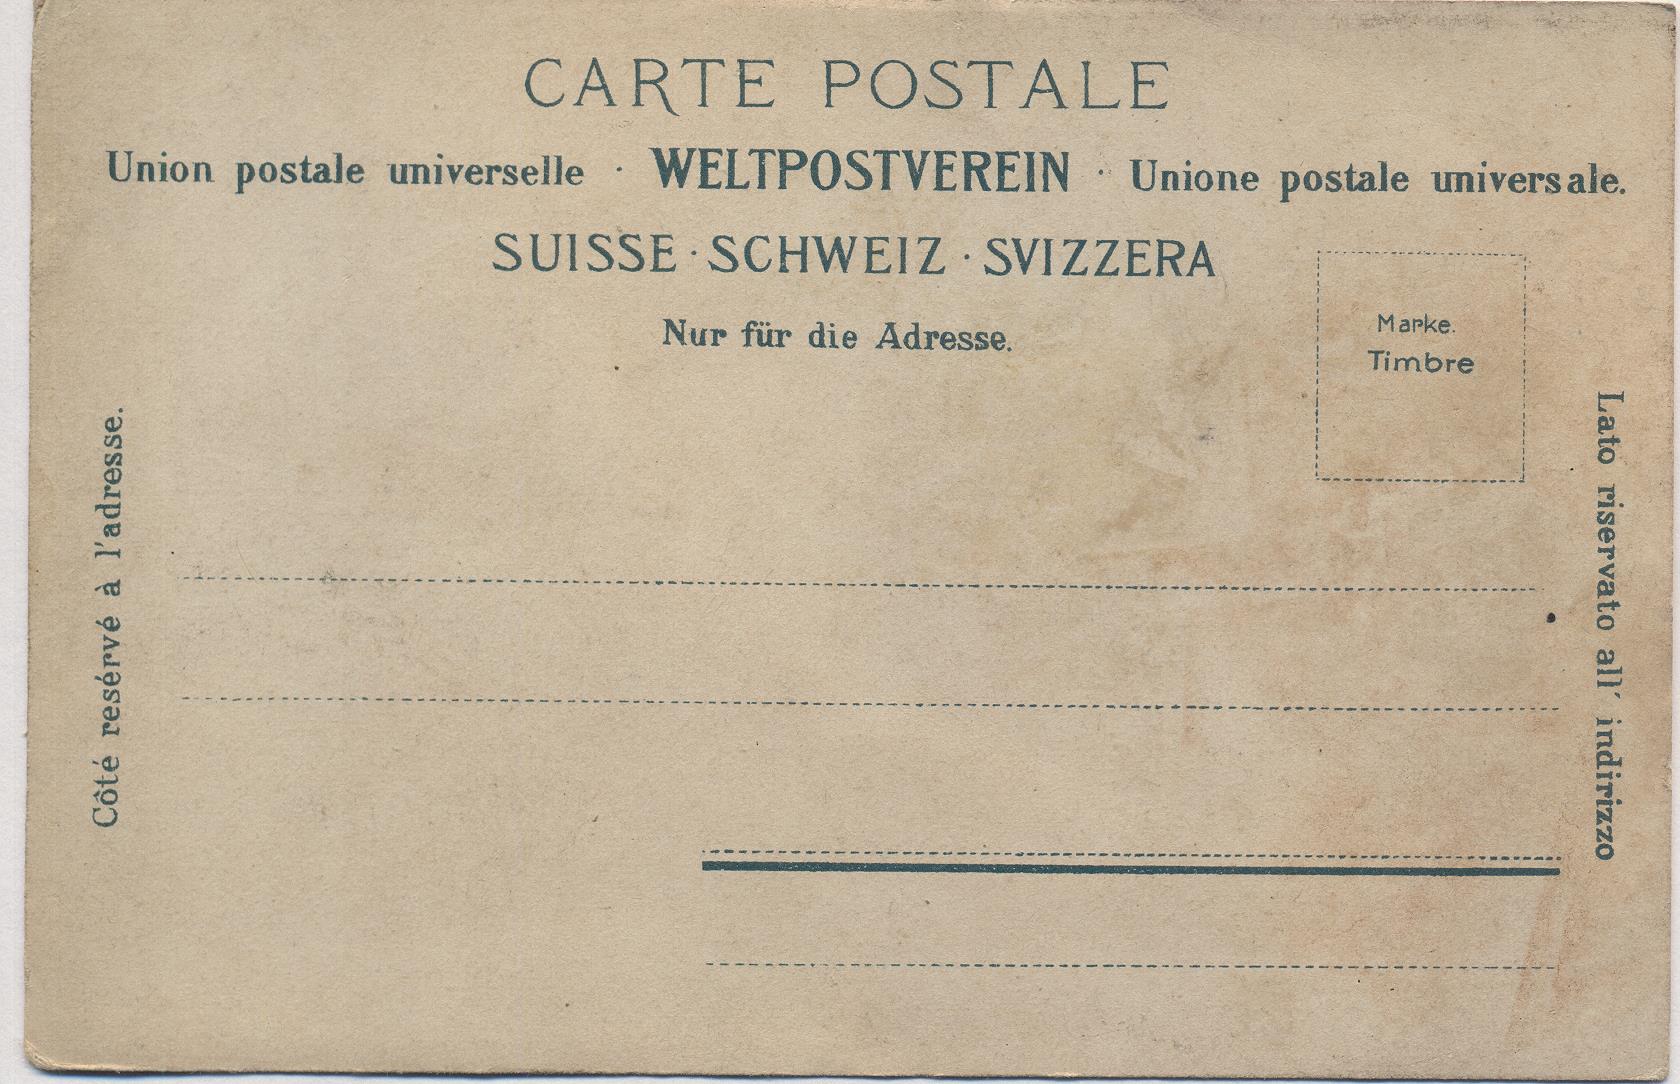 CARTE POSTALE
Union postale universelle · WELTPOSTVEREIN · Unione postale universale.
SUISSE · SCHWEIZ · SVIZZERA
Nur für die Adresse.
Marke.
Timbre
Côté resérvé à l'adresse.
Lato riservato all' indirizzo